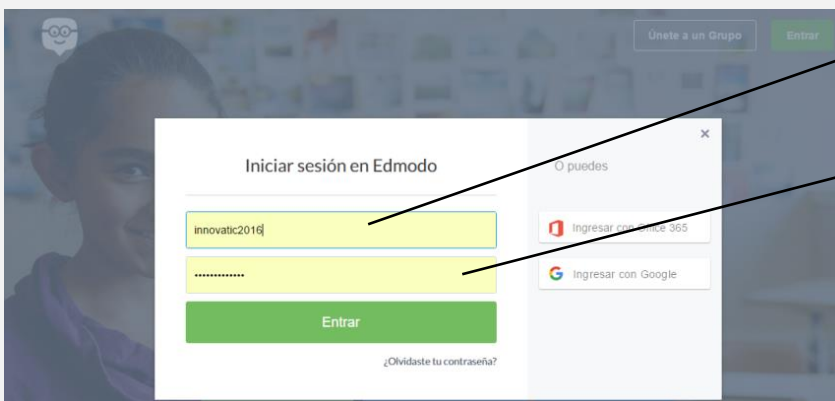 Únete a un Grupo
Entrar
Iniciar sesión en Edmodo
O puedes
innovatic2016
Ingresar con Office 365
Ingresar con Google
Entrar
¿Olvidaste tu contraseña?